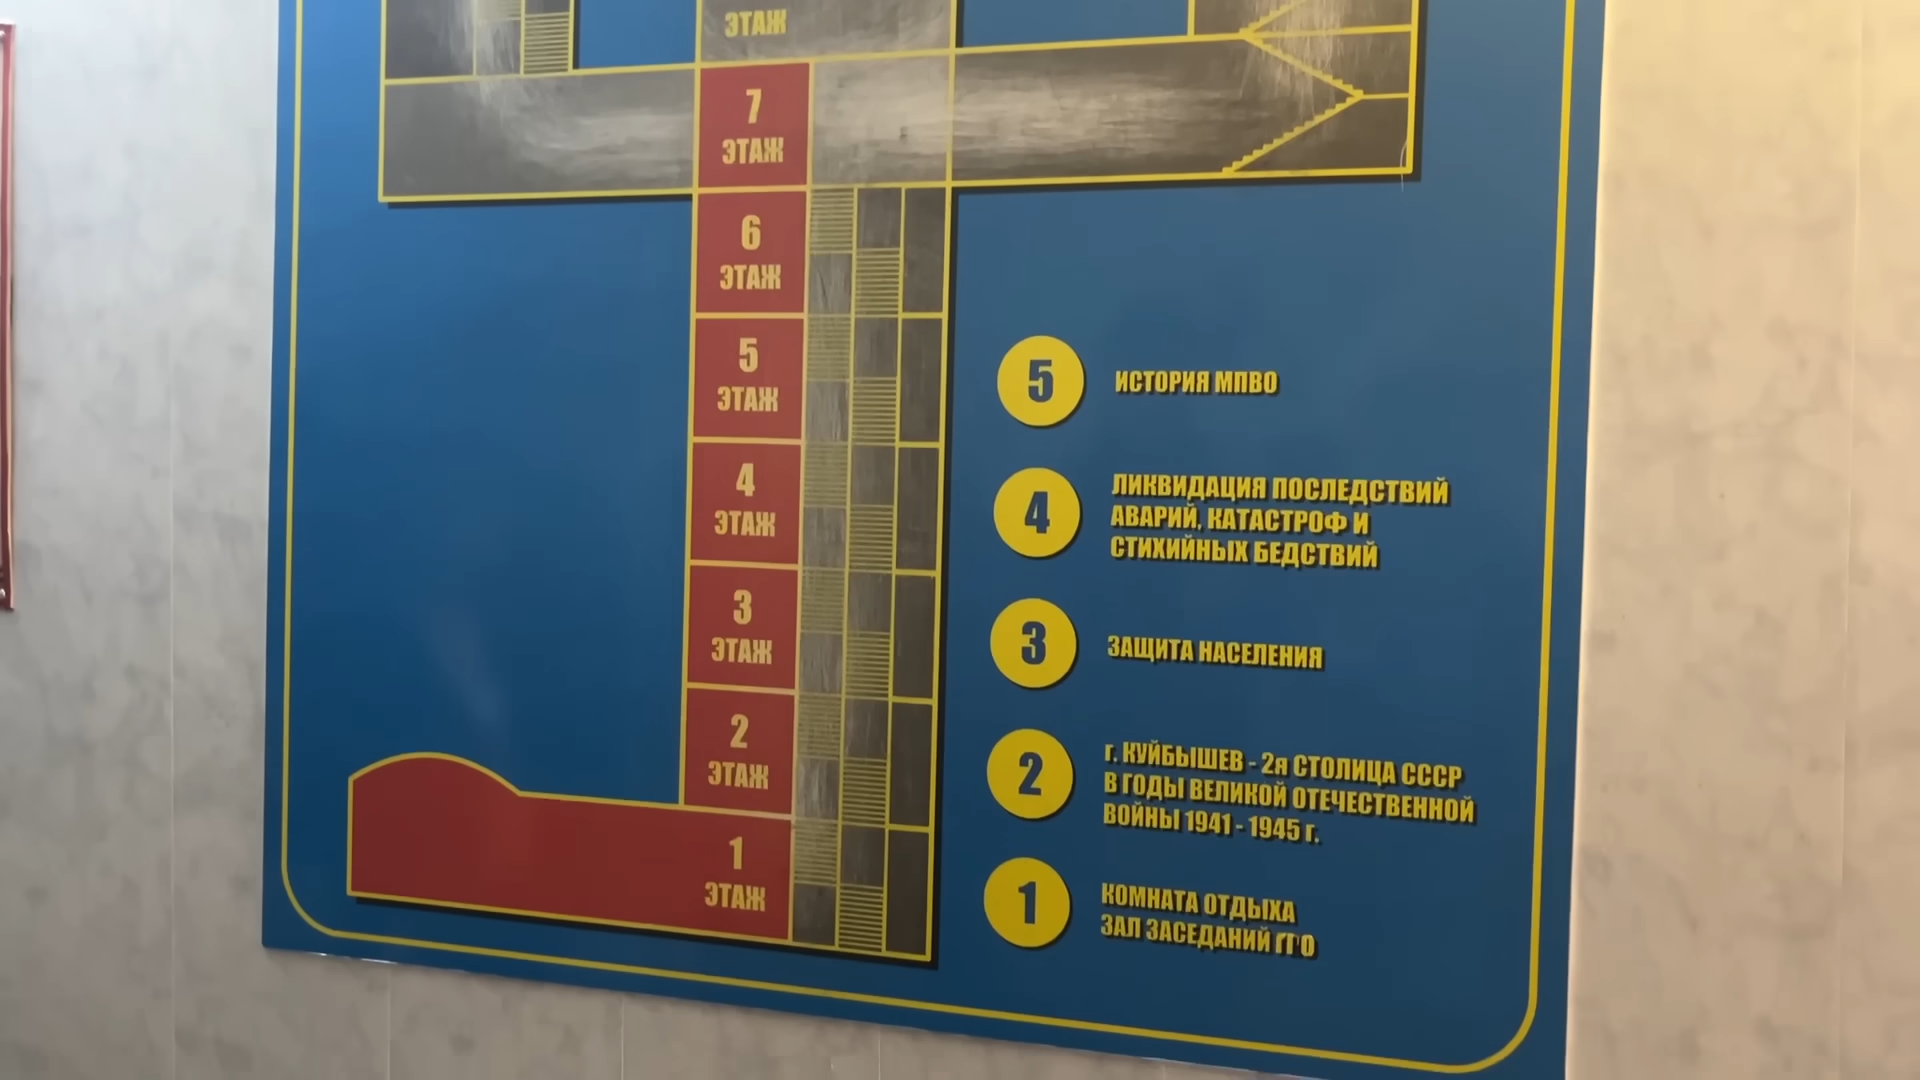 ЭТАЖ
7
ЭТАЖ
6
ЭТАЖ
5
ЭТАЖ
4
ЭТАЖ
3
ЭТАЖ
2
ЭТАЖ
1
ЭТАЖ
5
ИСТОРИЯ МПВО
4
ЛИКВИДАЦИЯ ПОСЛЕДСТВИЙ
АВАРИЙ, КАТАСТРОФ И
СТИХИЙНЫХ БЕДСТВИЙ
3
ЗАЩИТА НАСЕЛЕНИЯ
2
г. КУЙБЫШЕВ - 2я СТОЛИЦА СССР
В ГОДЫ ВЕЛИКОЙ ОТЕЧЕСТВЕННОЙ
ВОЙНЫ 1941 - 1945 г.
1
КОМНАТА ОТДЫХА
ЗАЛ ЗАСЕДАНИЙ